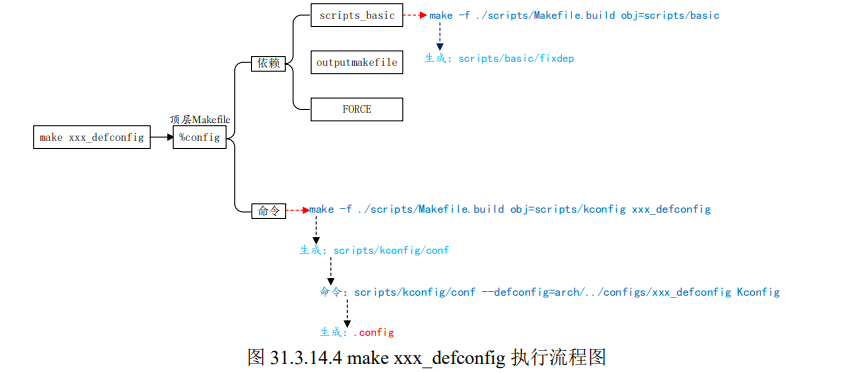 scripts_basic
make -f ./scripts/Makefile.build obj=scripts/basic
生成：scripts/basic/fixdep
依赖
outputmakefile
FORCE
顶层Makefile
make xxx_defconfig
%config
命令
make -f ./scripts/Makefile.build obj=scripts/kconfig xxx_defconfig
生成：scripts/kconfig/conf
命令：scripts/kconfig/conf --defconfig=arch/../configs/xxx_defconfig Kconfig
生成：.config
图 31.3.14.4 make xxx_defconfig 执行流程图